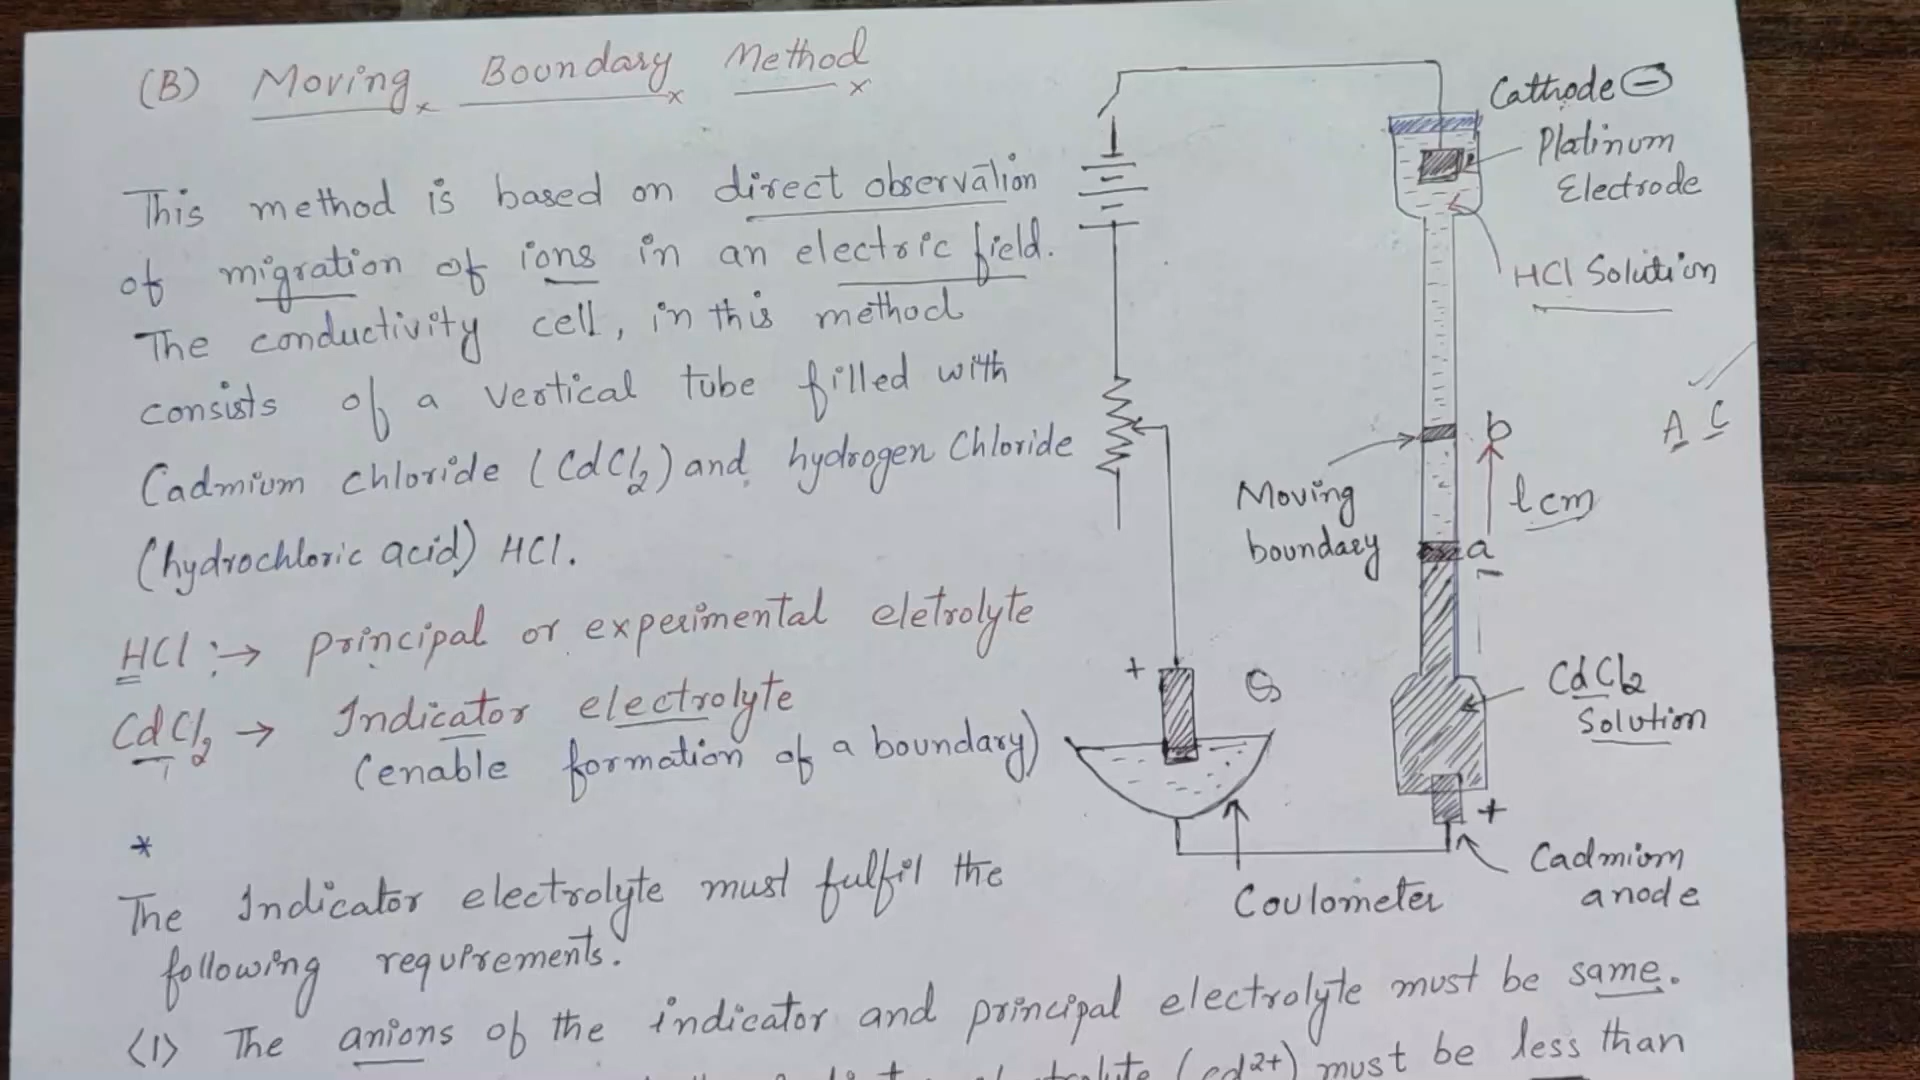 (B) Moving Boundary Method
This method is based on direct observation
of migration of ions in an electric field.
The conductivity cell, in this method
consists of a vertical tube filled with
Cadmium chloride (CdCl2) and hydrogen Chloride
(hydrochloric acid) HCl.
HCl :→ principal or experimental eletrolyte
CdCl2 → Indicator electrolyte
(enable formation of a boundary)
*
The Indicator electrolyte must fulfil the
following requirements.
(1) The anions of the indicator and principal electrolyte must be same.
(cd2+) must be less than
Cathode ⊖
Platinum
Electrode
HCl Solution
A C
b
Moving
boundary
l cm
a
+
CdCl2
Solution
+
Cadmium
anode
Coulometer